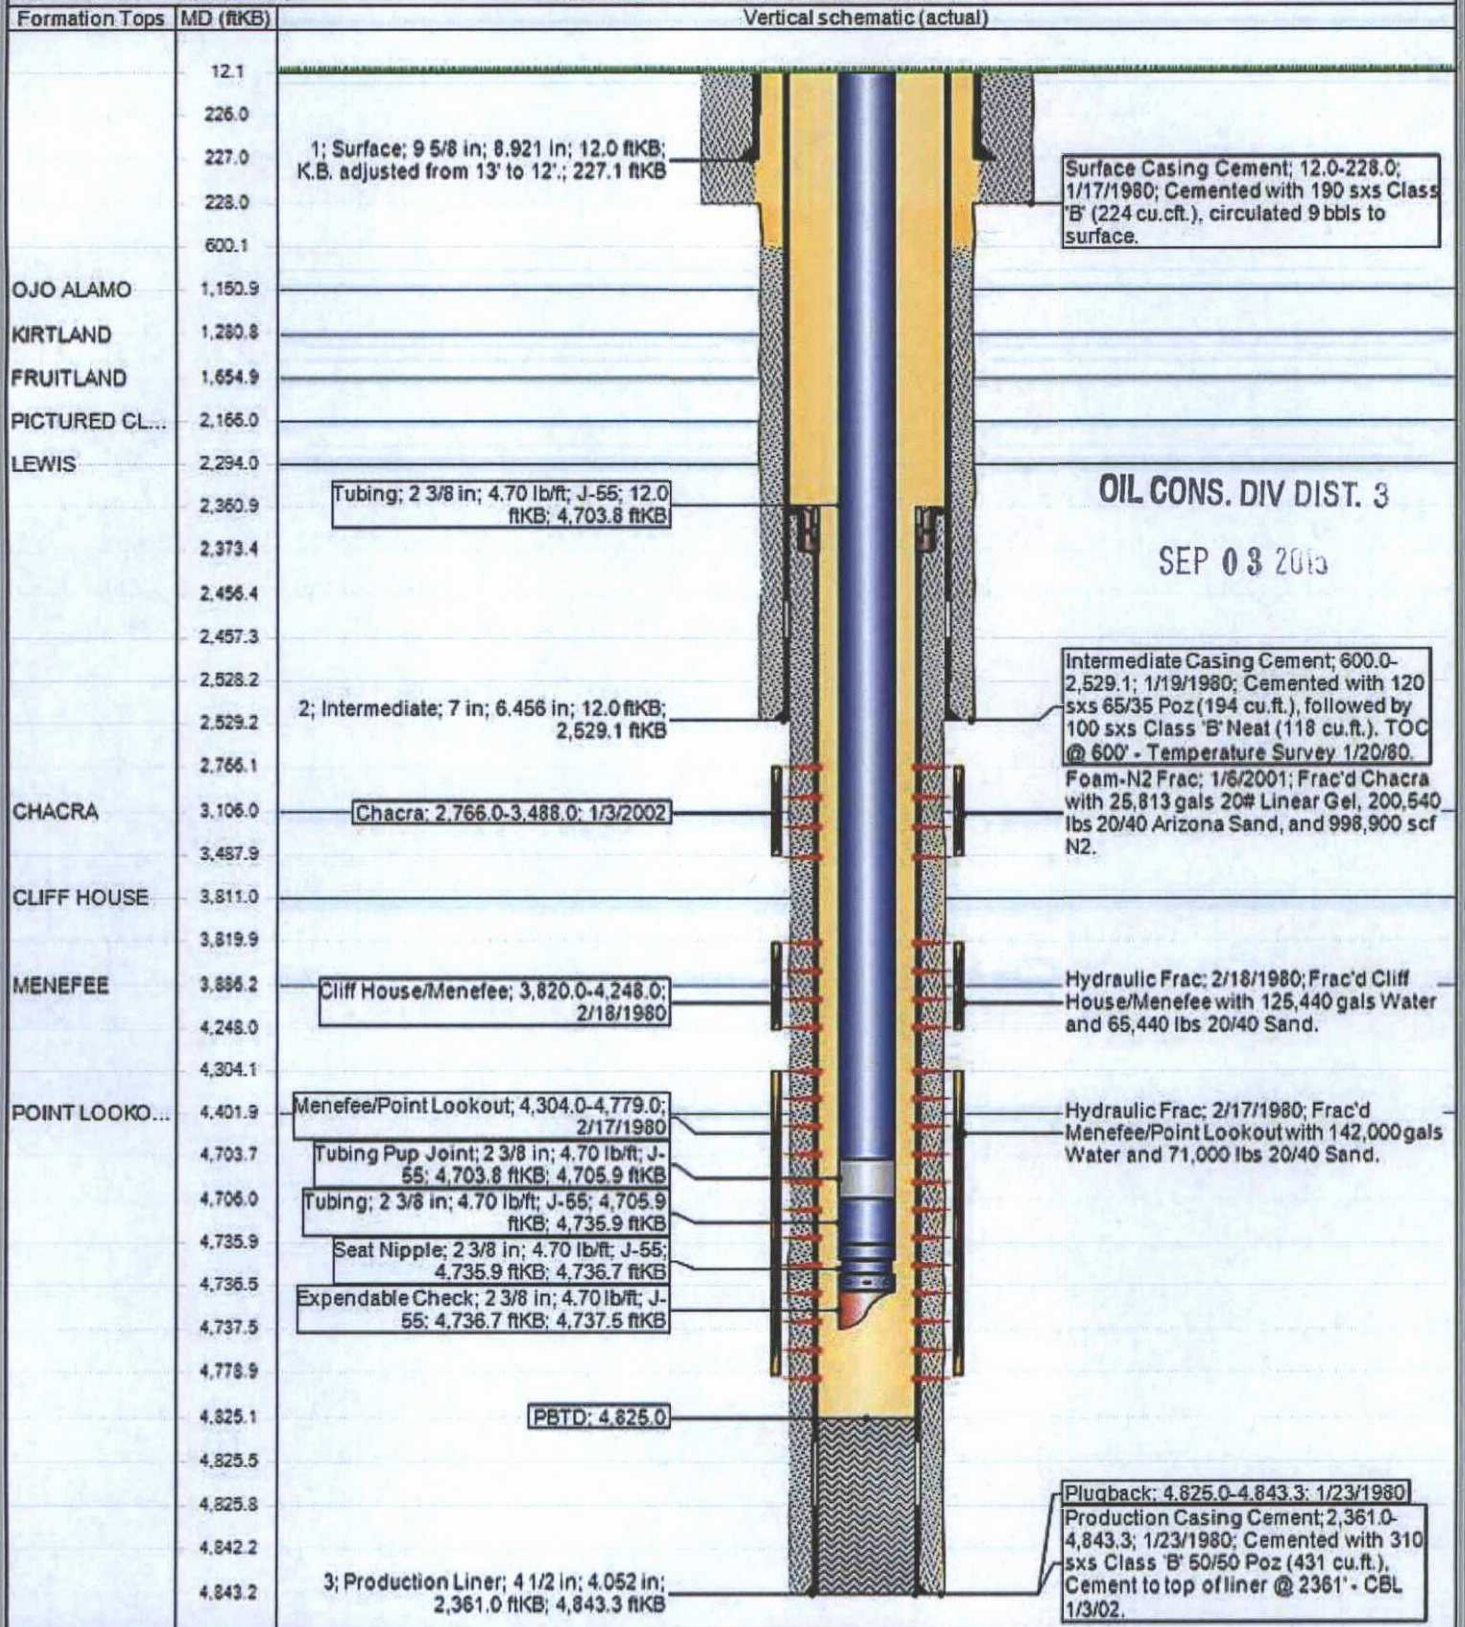 Formation Tops
MD (ftKB)
Vertical schematic (actual)
12.1
226.0
227.0
228.0
600.1
OJO ALAMO
1,150.9
KIRTLAND
1,280.8
FRUITLAND
1,654.9
PICTURED CL...
2,166.0
LEWIS
2,294.0
2,360.9
2,373.4
2,456.4
2,457.3
2,528.2
2,529.2
2,766.1
CHACRA
3,106.0
3,487.9
CLIFF HOUSE
3,811.0
3,819.9
MENEFEE
3,886.2
4,248.0
4,304.1
POINT LOOKO...
4,401.9
4,703.7
4,706.0
4,735.9
4,736.5
4,737.5
4,778.9
4,825.1
4,825.5
4,825.8
4,842.2
4,843.2
1; Surface; 9 5/8 in; 8.921 in; 12.0 ftKB;
K.B. adjusted from 13' to 12'.; 227.1 ftKB
Tubing; 2 3/8 in; 4.70 lb/ft; J-55; 12.0
ftKB; 4,703.8 ftKB
2; Intermediate; 7 in; 6.456 in; 12.0 ftKB;
2,529.1 ftKB
Chacra; 2,766.0-3,488.0; 1/3/2002
Cliff House/Menefee; 3,820.0-4,248.0;
2/18/1980
Menefee/Point Lookout; 4,304.0-4,779.0;
2/17/1980
Tubing Pup Joint; 2 3/8 in; 4.70 lb/ft; J-
55; 4,703.8 ftKB; 4,705.9 ftKB
Tubing; 2 3/8 in; 4.70 lb/ft; J-55; 4,705.9
ftKB; 4,735.9 ftKB
Seat Nipple; 2 3/8 in; 4.70 lb/ft; J-55;
4,735.9 ftKB; 4,736.7 ftKB
Expendable Check; 2 3/8 in; 4.70 lb/ft; J-
55; 4,736.7 ftKB; 4,737.5 ftKB
PBTD; 4,825.0
3; Production Liner; 4 1/2 in; 4.052 in;
2,361.0 ftKB; 4,843.3 ftKB
Surface Casing Cement; 12.0-228.0;
1/17/1980; Cemented with 190 sxs Class
'B' (224 cu.cft.), circulated 9 bbls to
surface.
OIL CONS. DIV DIST. 3
SEP 03 2015
Intermediate Casing Cement; 600.0-
2,529.1; 1/19/1980; Cemented with 120
sxs 65/35 Poz (194 cu.ft.), followed by
100 sxs Class 'B' Neat (118 cu.ft.). TOC
@ 600' - Temperature Survey 1/20/80.
Foam-N2 Frac; 1/6/2001; Frac'd Chacra
with 25,813 gals 20# Linear Gel, 200,540
lbs 20/40 Arizona Sand, and 998,900 scf
N2.
Hydraulic Frac; 2/18/1980; Frac'd Cliff
House/Menefee with 125,440 gals Water
and 65,440 lbs 20/40 Sand.
Hydraulic Frac; 2/17/1980; Frac'd
Menefee/Point Lookout with 142,000 gals
Water and 71,000 lbs 20/40 Sand.
Plugback; 4,825.0-4,843.3; 1/23/1980
Production Casing Cement; 2,361.0-
4,843.3; 1/23/1980; Cemented with 310
sxs Class 'B' 50/50 Poz (431 cu.ft.),
Cement to top of liner @ 2361' - CBL
1/3/02.